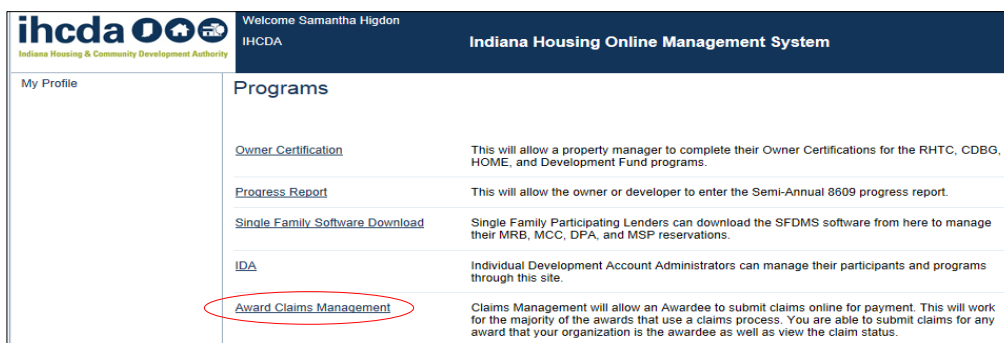 ihcda
Indiana Housing & Community Development Authority
Welcome Samantha Higdon
IHCDA
Indiana Housing Online Management System
My Profile
Programs
Owner Certification
This will allow a property manager to complete their Owner Certifications for the RHTC, CDBG,
HOME, and Development Fund programs.
Progress Report
This will allow the owner or developer to enter the Semi-Annual 8609 progress report.
Single Family Software Download
Single Family Participating Lenders can download the SFDMS software from here to manage
their MRB, MCC, DPA, and MSP reservations.
IDA
Individual Development Account Administrators can manage their participants and programs
through this site.
Award Claims Management
Claims Management will allow an Awardee to submit claims online for payment. This will work
for the majority of the awards that use a claims process. You are able to submit claims for any
award that your organization is the awardee as well as view the claim status.